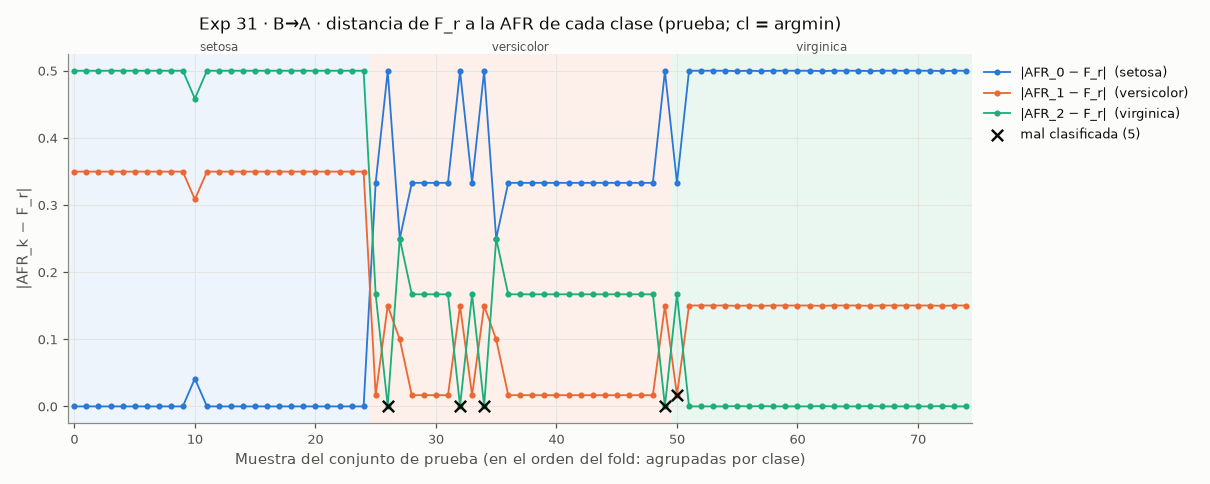 Exp 31 · B→A · distancia de F_r a la AFR de cada clase (prueba; cl = argmin)
setosa versicolor virginica
|AFR_0 − F_r| (setosa)
|AFR_1 − F_r| (versicolor)
|AFR_2 − F_r| (virginica)
mal clasificada (5)
|AFR_k − F_r|
0.5
0.4
0.3
0.2
0.1
0.0
0 10 20 30 40 50 60 70
Muestra del conjunto de prueba (en el orden del fold: agrupadas por clase)